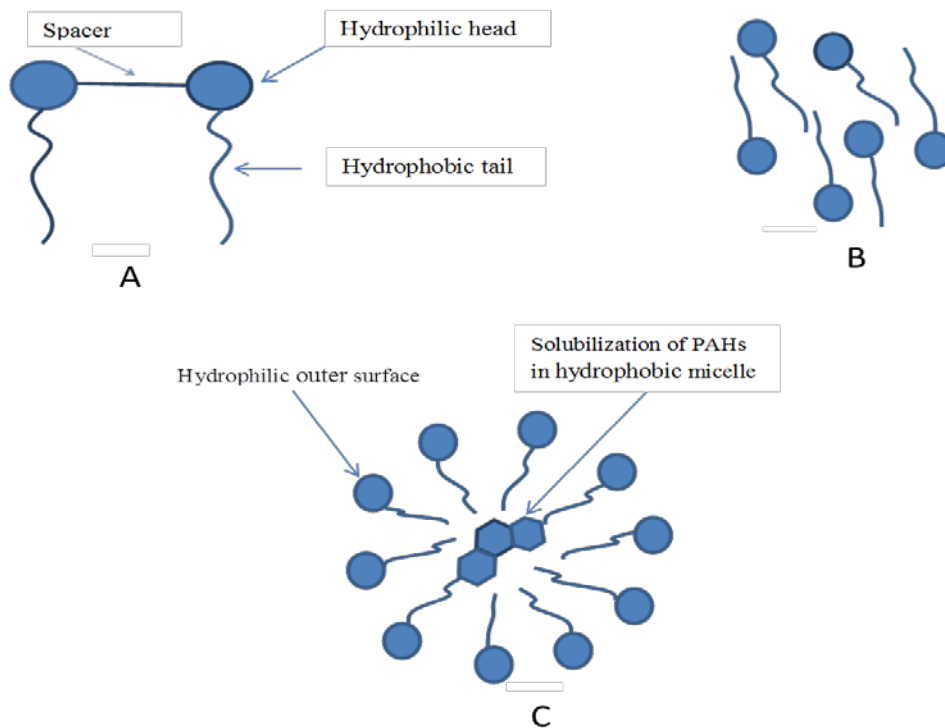 Spacer
Hydrophilic head
Hydrophobic tail
A
B
Solubilization of PAHs
in hydrophobic micelle
Hydrophilic outer surface
C